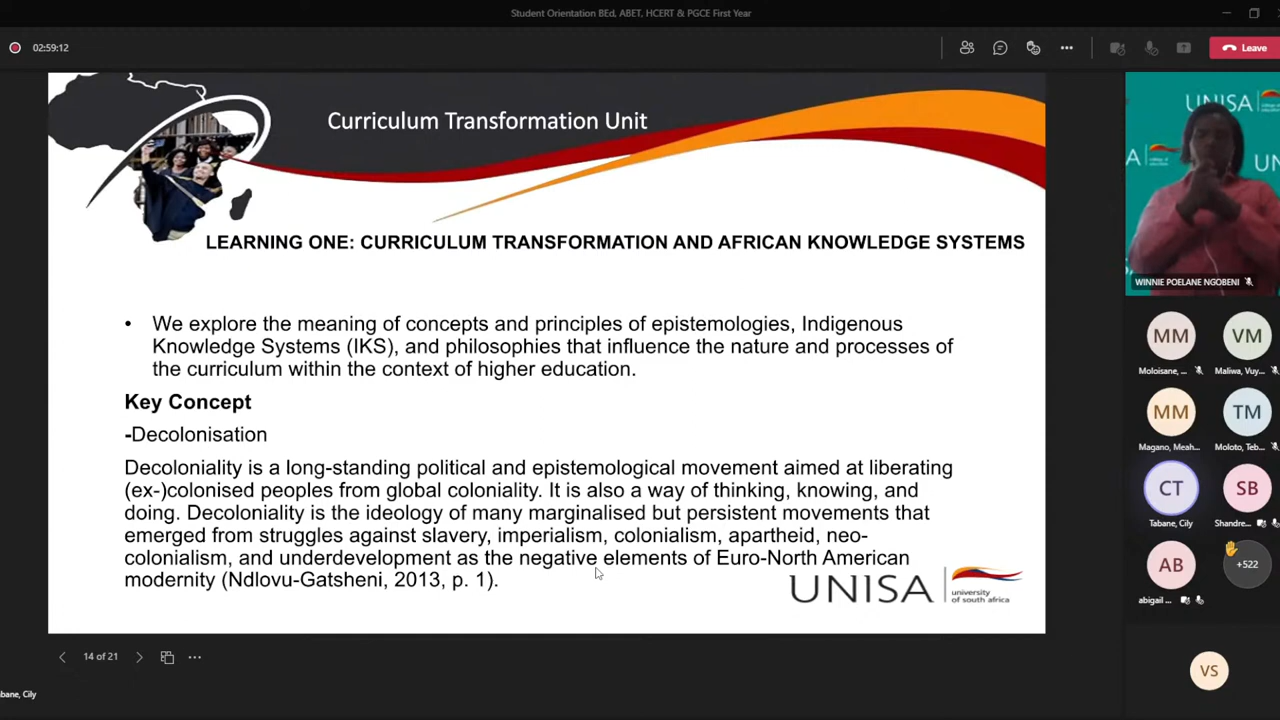 Student Orientation BEd, ABET, HCERT & PGCE First Year
02:59:12
Leave
Curriculum Transformation Unit
LEARNING ONE: CURRICULUM TRANSFORMATION AND AFRICAN KNOWLEDGE SYSTEMS
• We explore the meaning of concepts and principles of epistemologies, Indigenous
Knowledge Systems (IKS), and philosophies that influence the nature and processes of
the curriculum within the context of higher education.
Key Concept
-Decolonisation
Decoloniality is a long-standing political and epistemological movement aimed at liberating
(ex-)colonised peoples from global coloniality. It is also a way of thinking, knowing, and
doing. Decoloniality is the ideology of many marginalised but persistent movements that
emerged from struggles against slavery, imperialism, colonialism, apartheid, neo-
colonialism, and underdevelopment as the negative elements of Euro-North American
modernity (Ndlovu-Gatsheni, 2013, p. 1).
UNISA
university
of south africa
14 of 21
bane, Cily
UNISA
A
UNI
WINNIE POELANE NGOBENI
MM
VM
Moloisane, ...
Maliwa, Vuy...
MM
TM
Magano, Meah...
Moloto, Teb...
CT
SB
Tabane, Cily
Shandre...
AB
+522
abigail ...
VS